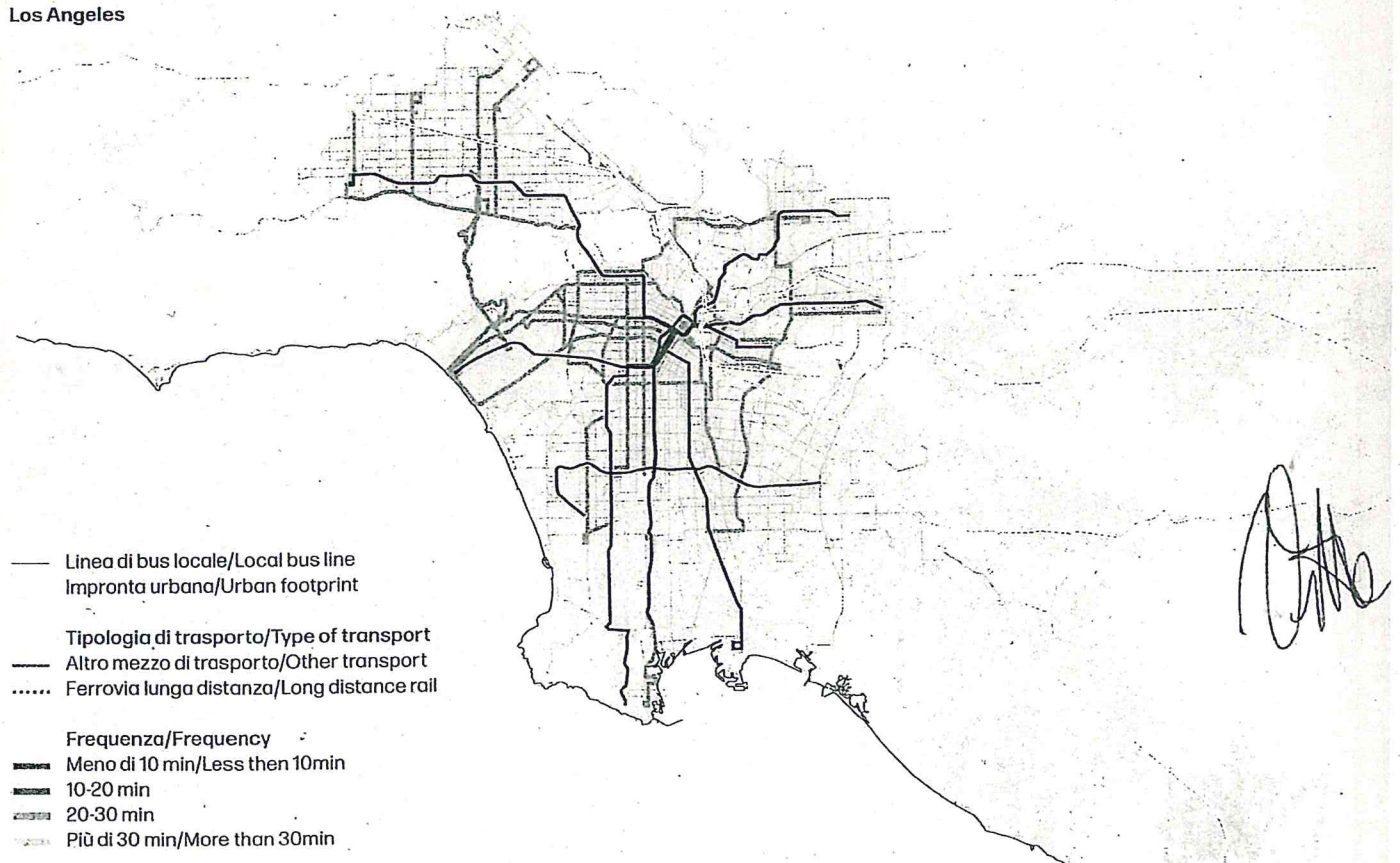 Los Angeles
Linea di bus locale/Local bus line
Impronta urbana/Urban footprint
Tipologia di trasporto/Type of transport
Altro mezzo di trasporto/Other transport
Ferrovia lunga distanza/Long distance rail
Frequenza/Frequency
Meno di 10 min/Less then 10min
10-20 min
20-30 min
Più di 30 min/More than 30min